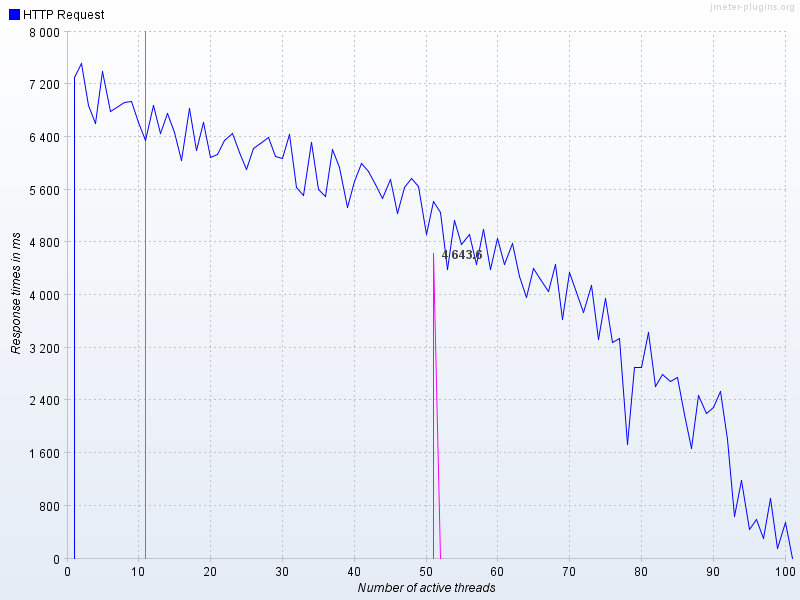 jmeter-plugins.org
HTTP Request
8 000
7 200
6 400
5 600
4 800
4 000
3 200
2 400
1 600
800
0
Response times in ms
4 643.6
0 10 20 30 40 50 60 70 80 90 100
Number of active threads